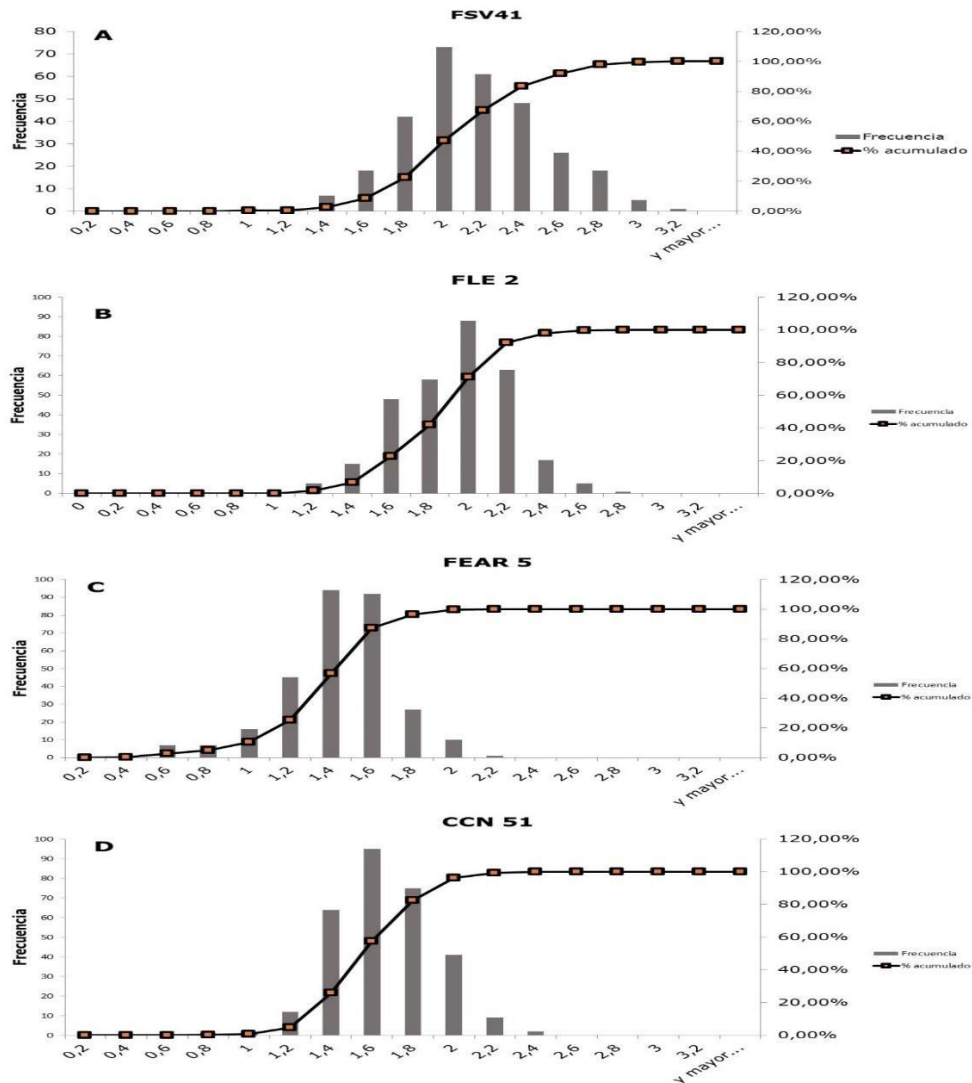 FSV41
A
Frecuencia
80
70
60
50
40
30
20
10
0
120,00%
100,00%
80,00%
60,00%
40,00%
20,00%
0,00%
0,2 0,4 0,6 0,8 1 1,2 1,4 1,6 1,8 2 2,2 2,4 2,6 2,8 3 3,2 y mayor...
Frecuencia
% acumulado
FLE 2
B
Frecuencia
100
90
80
70
60
50
40
30
20
10
0
120,00%
100,00%
80,00%
60,00%
40,00%
20,00%
0,00%
0 0,2 0,4 0,6 0,8 1 1,2 1,4 1,6 1,8 2 2,2 2,4 2,6 2,8 3 3,2 y mayor...
Frecuencia
% acumulado
FEAR 5
C
Frecuencia
100
90
80
70
60
50
40
30
20
10
0
120,00%
100,00%
80,00%
60,00%
40,00%
20,00%
0,00%
0,2 0,4 0,6 0,8 1 1,2 1,4 1,6 1,8 2 2,2 2,4 2,6 2,8 3 3,2 y mayor...
Frecuencia
% acumulado
CCN 51
D
Frecuencia
100
90
80
70
60
50
40
30
20
10
0
120,00%
100,00%
80,00%
60,00%
40,00%
20,00%
0,00%
0,2 0,4 0,6 0,8 1 1,2 1,4 1,6 1,8 2 2,2 2,4 2,6 2,8 3 3,2 y mayor...
Frecuencia
% acumulado